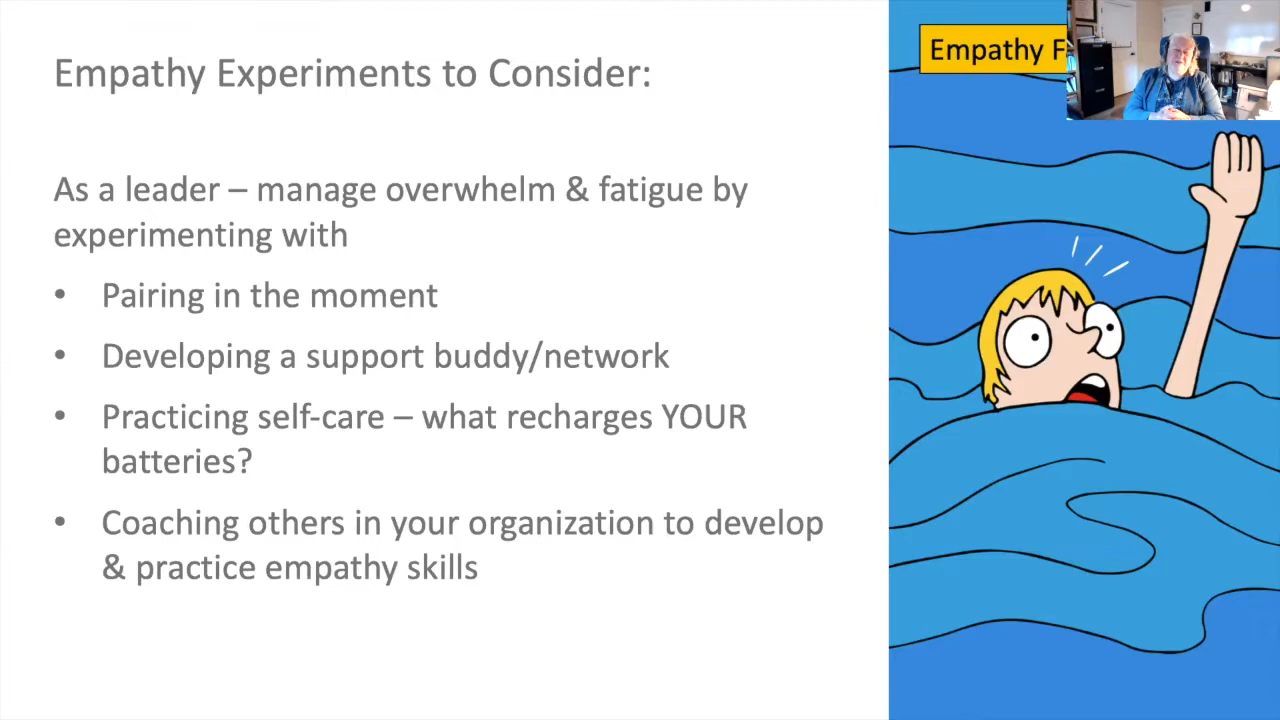 Empathy Experiments to Consider:
Empathy
As a leader – manage overwhelm & fatigue by
experimenting with
• Pairing in the moment
• Developing a support buddy/network
• Practicing self-care – what recharges YOUR
batteries?
• Coaching others in your organization to develop
& practice empathy skills